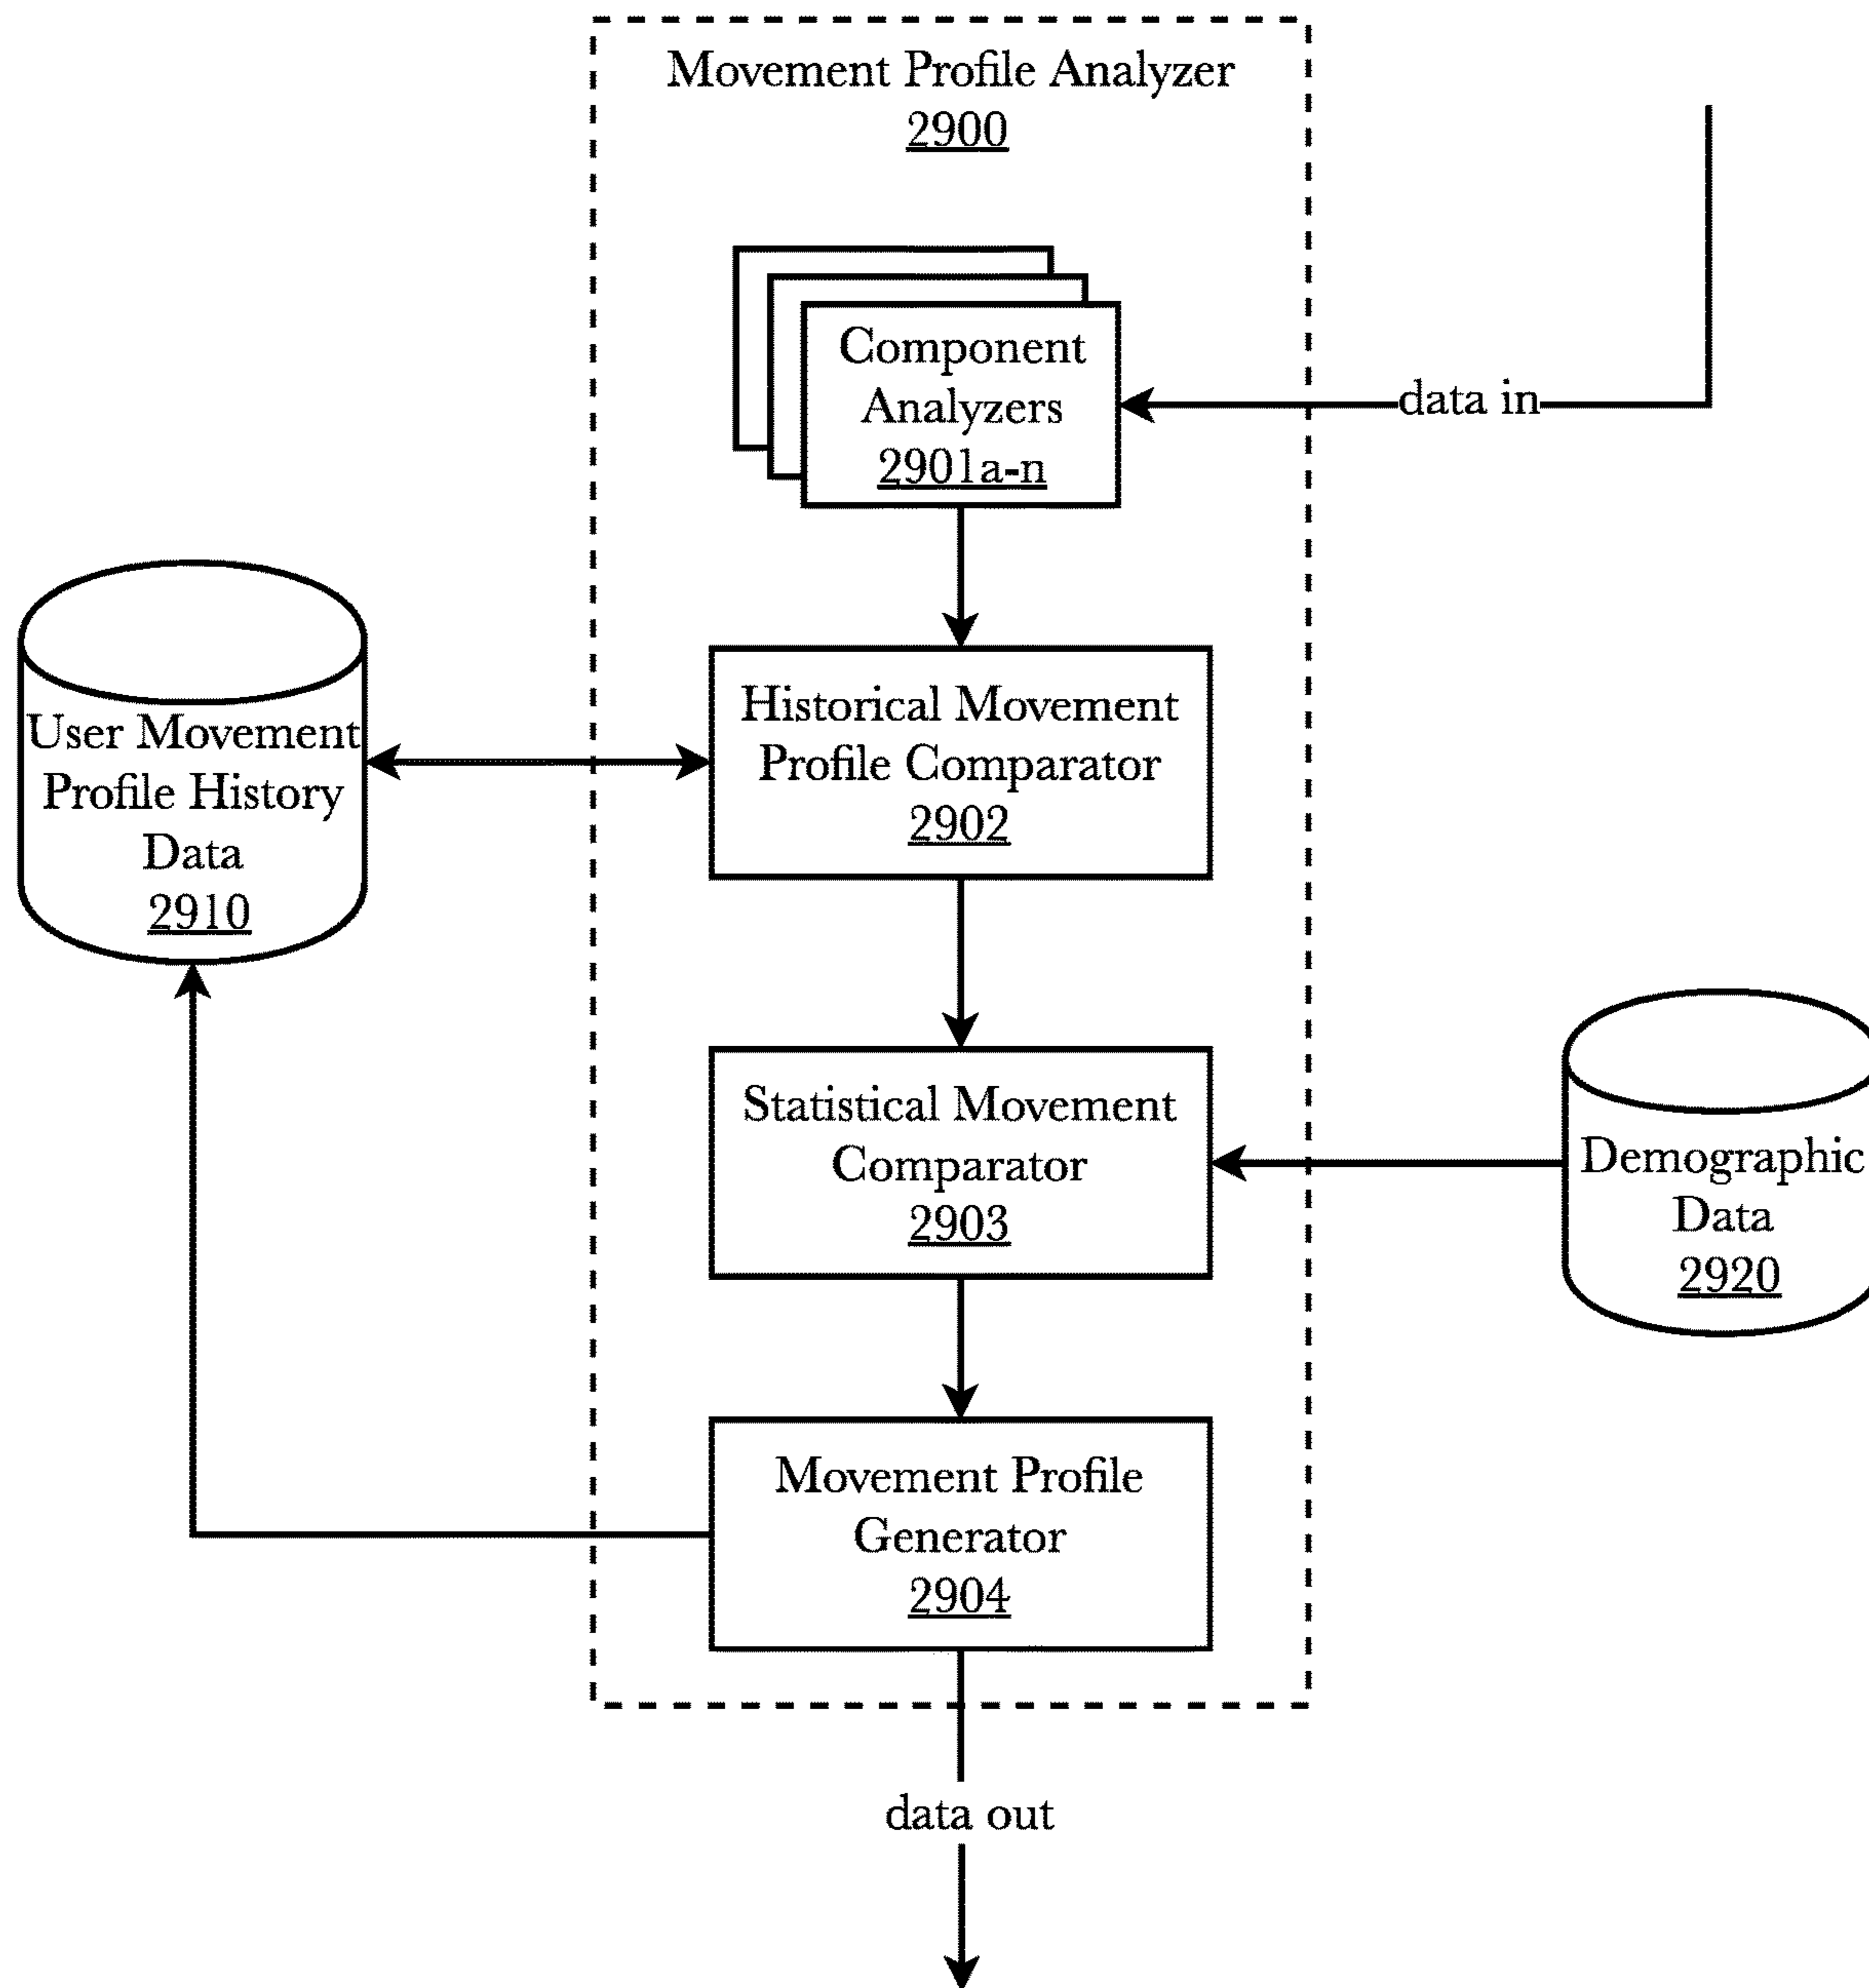 Movement Profile Analyzer
2900
Component
Analyzers
2901a-n
data in
Historical Movement
Profile Comparator
2902
User Movement
Profile History
Data
2910
Statistical Movement
Comparator
2903
Demographic
Data
2920
Movement Profile
Generator
2904
data out